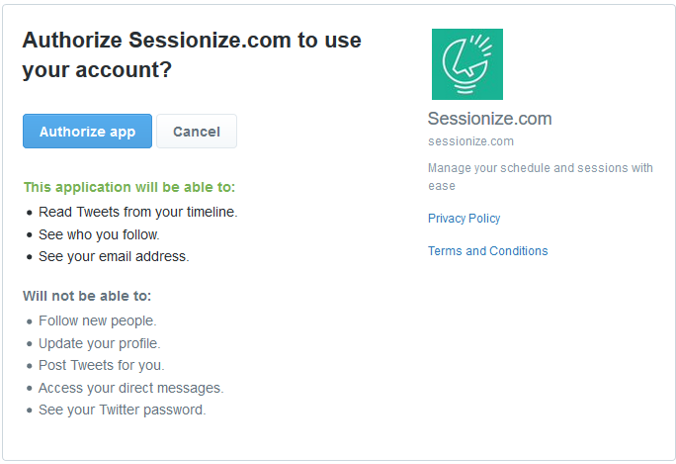 Authorize Sessionize.com to use
your account?
Authorize app
Cancel
This application will be able to:
• Read Tweets from your timeline.
• See who you follow.
• See your email address.
Will not be able to:
• Follow new people.
• Update your profile.
• Post Tweets for you.
• Access your direct messages.
• See your Twitter password.
Sessionize.com
sessionize.com
Manage your schedule and sessions with
ease
Privacy Policy
Terms and Conditions